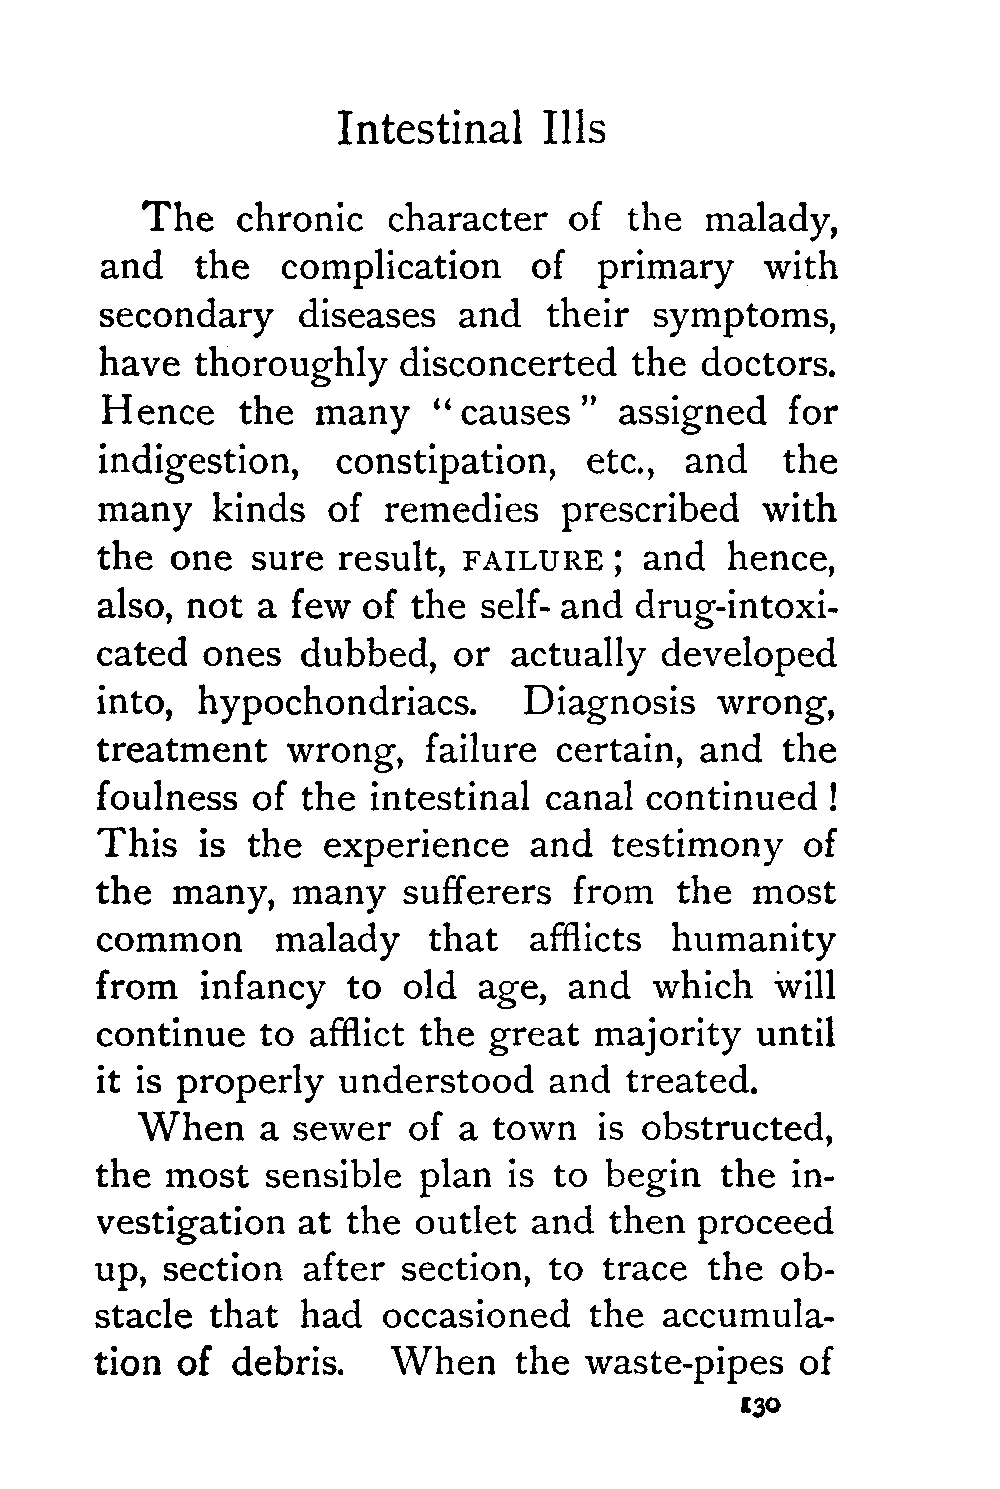 Intestinal Ills
The chronic character of the malady,
and the complication of primary with
secondary diseases and their symptoms,
have thoroughly disconcerted the doctors.
Hence the many “causes” assigned for
indigestion, constipation, etc., and the
many kinds of remedies prescribed with
the one sure result, FAILURE; and hence,
also, not a few of the self- and drug-intoxi-
cated ones dubbed, or actually developed
into, hypochondriacs. Diagnosis wrong,
treatment wrong, failure certain, and the
foulness of the intestinal canal continued!
This is the experience and testimony of
the many, many sufferers from the most
common malady that afflicts humanity
from infancy to old age, and which will
continue to afflict the great majority until
it is properly understood and treated.
When a sewer of a town is obstructed,
the most sensible plan is to begin the in-
vestigation at the outlet and then proceed
up, section after section, to trace the ob-
stacle that had occasioned the accumula-
tion of debris. When the waste-pipes of
130